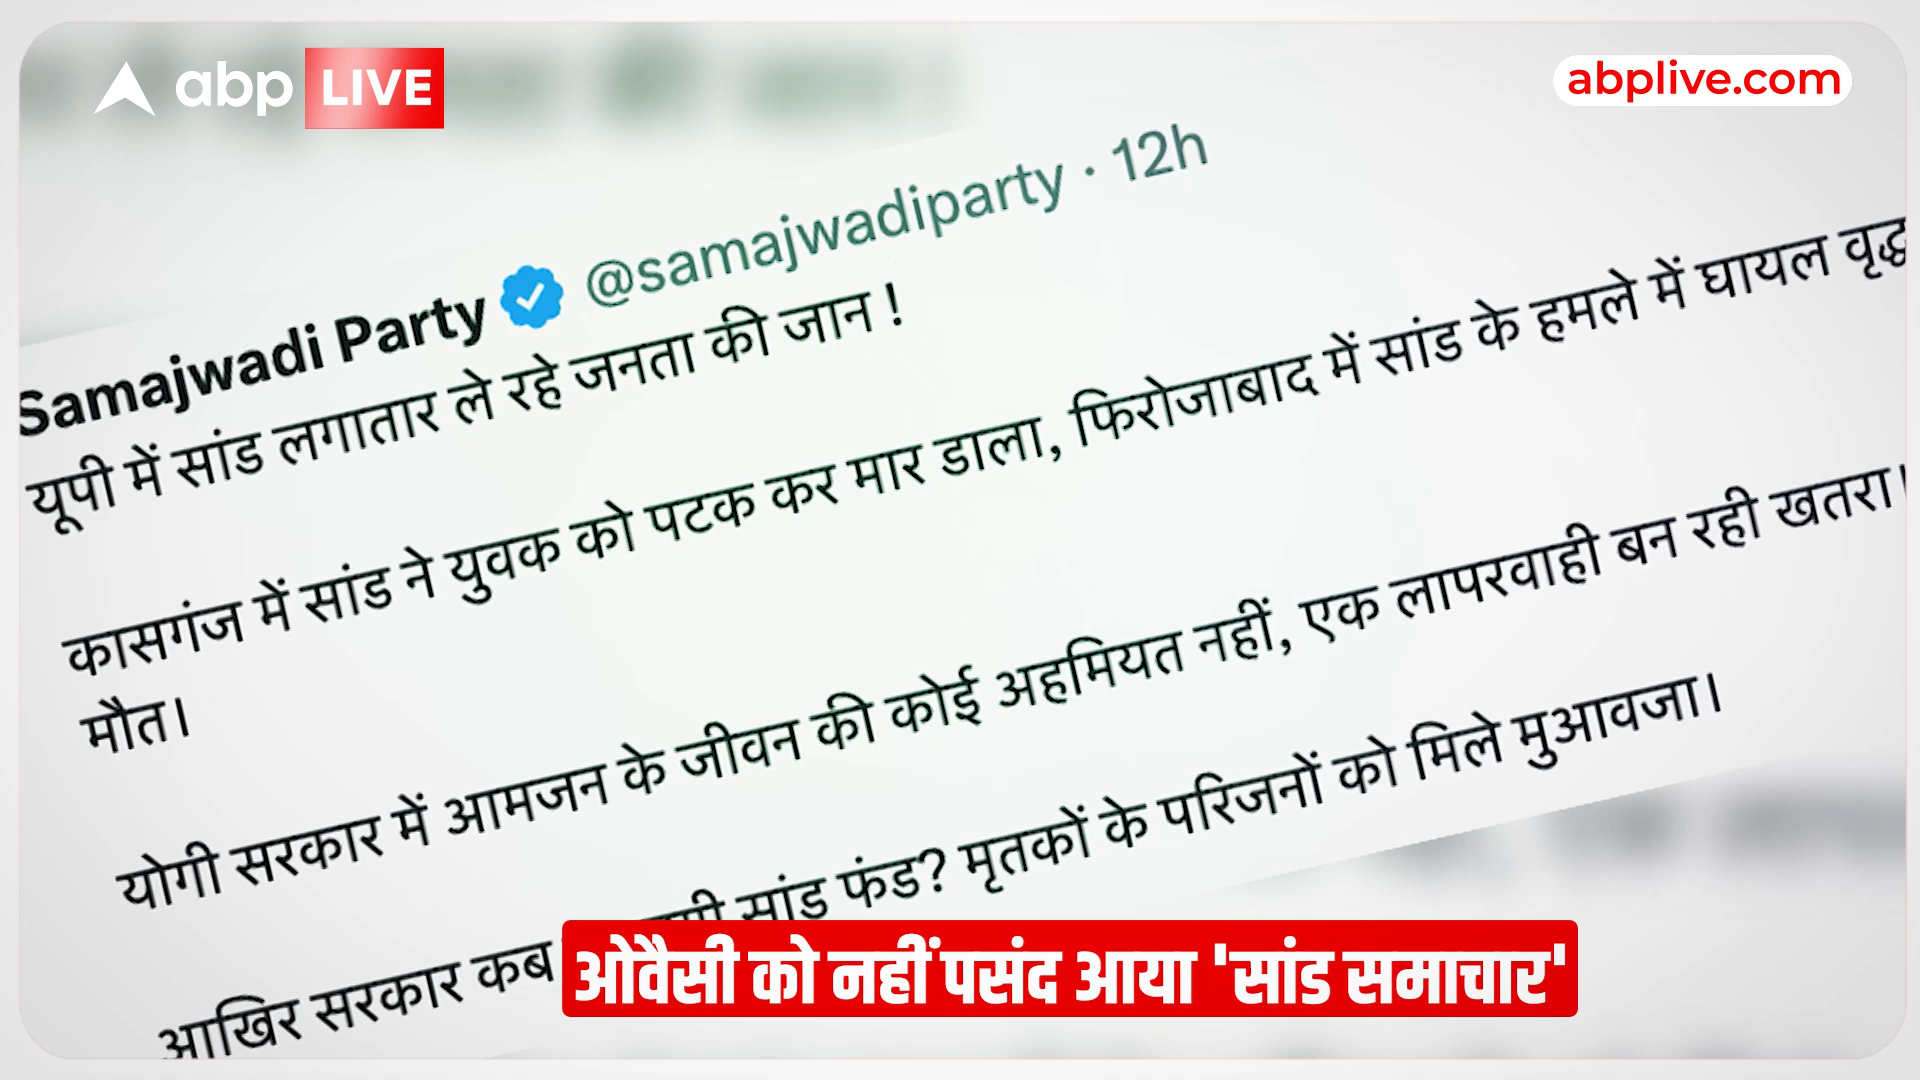 abp LIVE
abplive.com
Samajwadi Party @samajwadiparty · 12h
यूपी में सांड लगातार ले रहे जनता की जान !
कासगंज में सांड ने युवक को पटक कर मार डाला, फिरोजाबाद में सांड के हमले में घायल वृद्ध
मौत।
योगी सरकार में आमजन के जीवन की कोई अहमियत नहीं, एक लापरवाही बन रही खतरा।
आखिर सरकार कब सांड फंड? मृतकों के परिजनों को मिले मुआवजा।
ओवैसी को नहीं पसंद आया 'सांड समाचार'